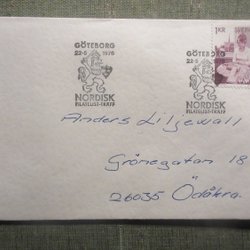 GÖTEBORG
22-5 1976
NORDISK
FILATELIST-TRÄFF
GÖTEBORG
22-5 1976
NORDISK
FILATELIST-TRÄFF
1 KR
Anders Liljewall
Grönegatan 18
26035 Ödåkra